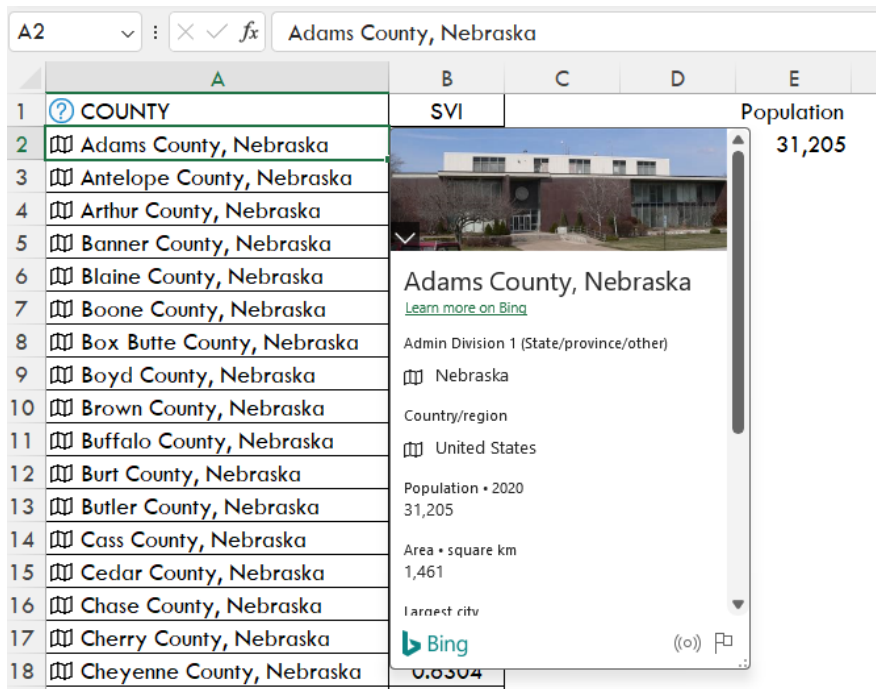 A2 fx Adams County, Nebraska
A B C D E
1 ? COUNTY SVI Population
2 Adams County, Nebraska 31,205
3 Antelope County, Nebraska
4 Arthur County, Nebraska
5 Banner County, Nebraska
6 Blaine County, Nebraska
7 Boone County, Nebraska
8 Box Butte County, Nebraska
9 Boyd County, Nebraska
10 Brown County, Nebraska
11 Buffalo County, Nebraska
12 Burt County, Nebraska
13 Butler County, Nebraska
14 Cass County, Nebraska
15 Cedar County, Nebraska
16 Chase County, Nebraska
17 Cherry County, Nebraska
18 Cheyenne County, Nebraska 0.6304
Adams County, Nebraska
Learn more on Bing
Admin Division 1 (State/province/other)
Nebraska
Country/region
United States
Population • 2020
31,205
Area • square km
1,461
Largest city
Bing